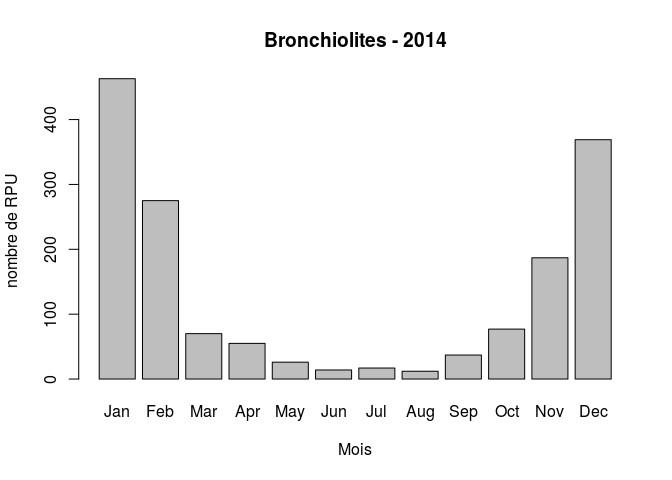 Bronchiolites - 2014
nombre de RPU
400
300
200
100
0
Jan Feb Mar Apr May Jun Jul Aug Sep Oct Nov Dec
Mois